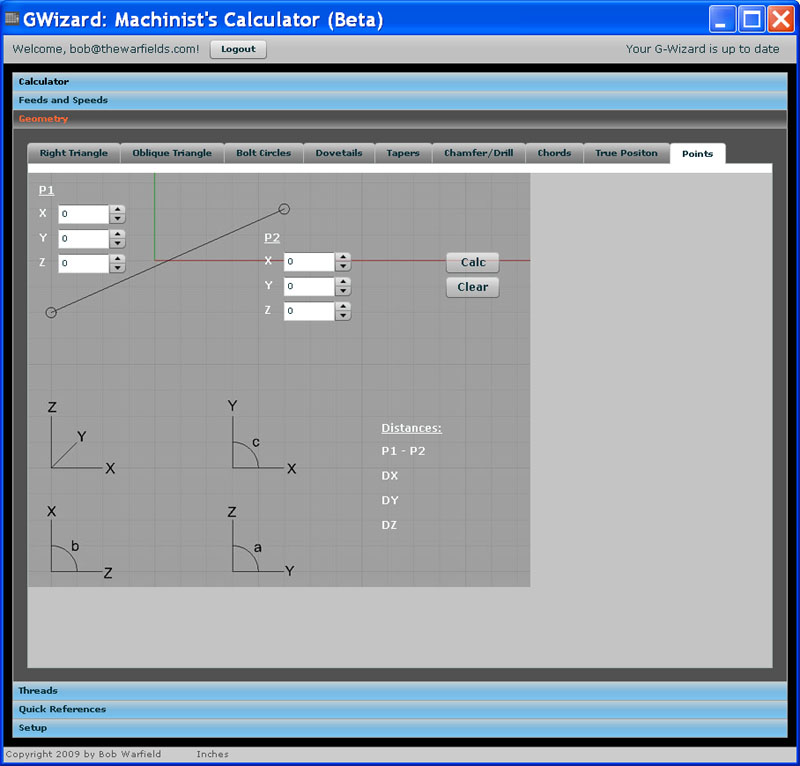 GWizard: Machinist's Calculator (Beta)
Welcome, bob@thewarfields.com! Logout Your G-Wizard is up to date
Calculator
Feeds and Speeds
Geometry
Right Triangle Oblique Triangle Bolt Circles Dovetails Tapers Chamfer/Drill Chords True Positon Points
P1
X 0
Y 0
Z 0
P2
X 0
Y 0
Z 0
Calc
Clear
Z
Y
X
Y
c
X
X
b
Z
Z
a
Y
Distances:
P1 - P2
DX
DY
DZ
Threads
Quick References
Setup
Copyright 2009 by Bob Warfield Inches